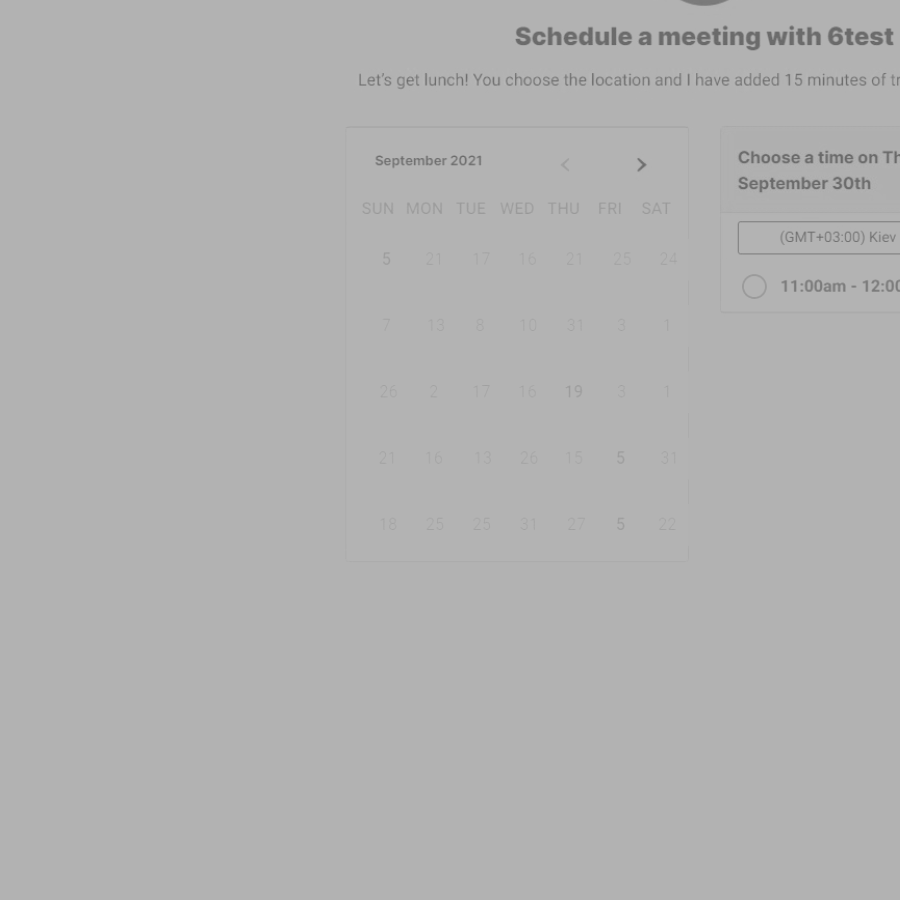 Schedule a meeting with 6test
Let's get lunch! You choose the location and I have added 15 minutes of tr
September 2021
SUN MON TUE WED THU FRI SAT
5 21 17 16 21 25 24
7 13 8 10 31 3 1
26 2 17 16 19 3 1
21 16 13 26 15 5 31
18 25 25 31 27 5 22
Choose a time on Th
September 30th
(GMT+03:00) Kiev
11:00am - 12:00